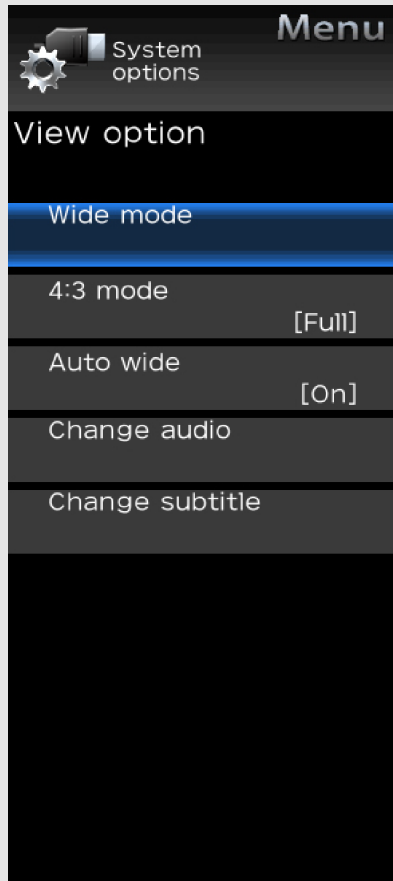 Menu
System
options
View option
Wide mode
4:3 mode
[Full]
Auto wide
[On]
Change audio
Change subtitle